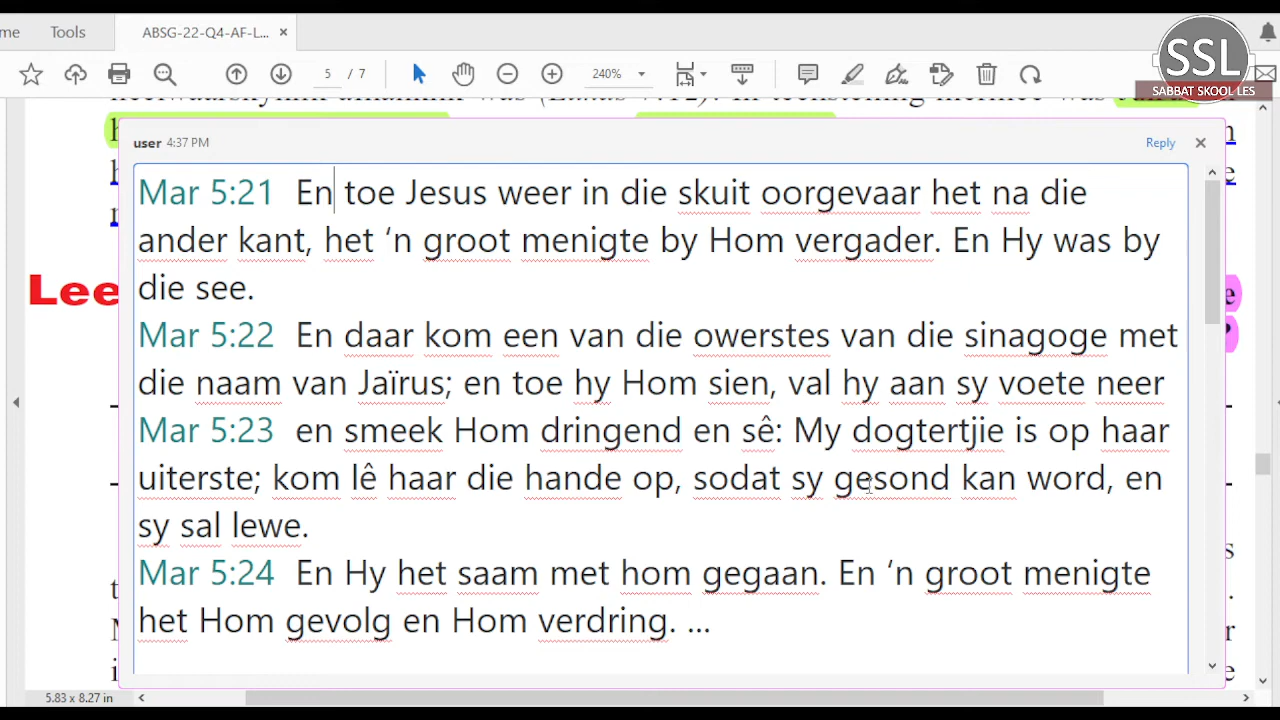 me Tools ABSG-22-Q4-AF-L... ×
5 / 7 240%
SSL
SABBAT SKOOL LES
user 4:37 PM Reply
Mar 5:21 En toe Jesus weer in die skuit oorgevaar het na die
ander kant, het ‘n groot menigte by Hom vergader. En Hy was by
die see.
Mar 5:22 En daar kom een van die owerstes van die sinagoge met
die naam van Jaïrus; en toe hy Hom sien, val hy aan sy voete neer
Mar 5:23 en smeek Hom dringend en sê: My dogtertjie is op haar
uiterste; kom lê haar die hande op, sodat sy gesond kan word, en
sy sal lewe.
Mar 5:24 En Hy het saam met hom gegaan. En ‘n groot menigte
het Hom gevolg en Hom verdring. ...
Lee
5.83 x 8.27 in